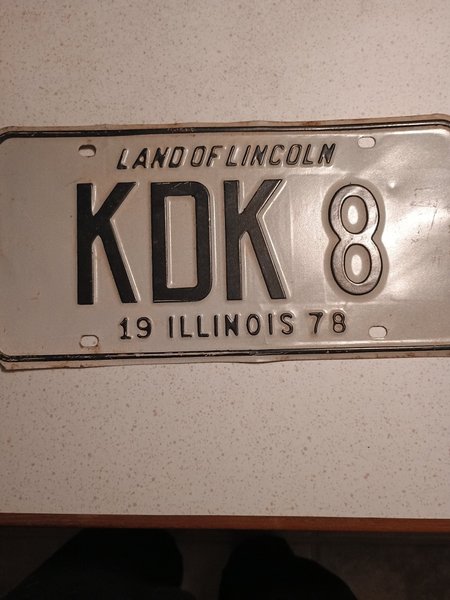 LAND OF LINCOLN
KDK 8
19 ILLINOIS 78